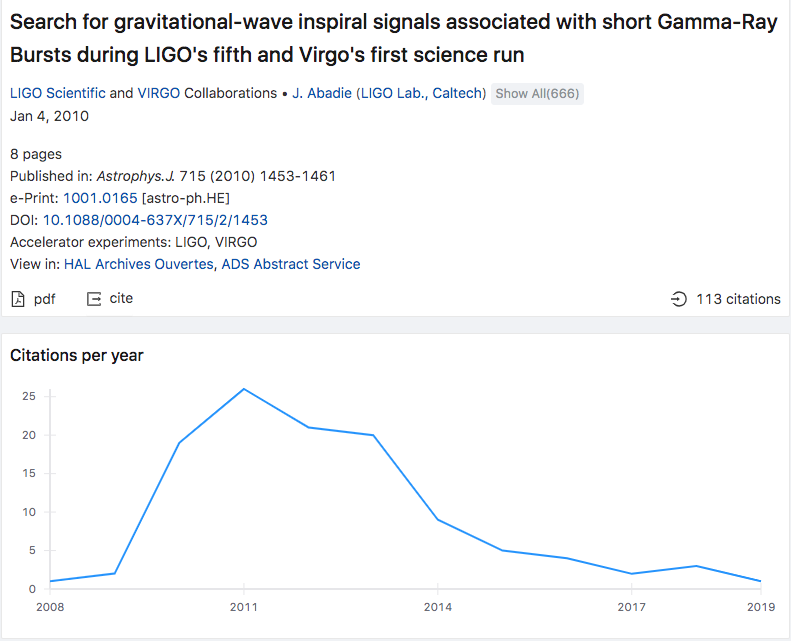 Search for gravitational-wave inspiral signals associated with short Gamma-Ray
Bursts during LIGO's fifth and Virgo's first science run
LIGO Scientific and VIRGO Collaborations • J. Abadie (LIGO Lab., Caltech) Show All(666)
Jan 4, 2010
8 pages
Published in: Astrophys.J. 715 (2010) 1453-1461
e-Print: 1001.0165 [astro-ph.HE]
DOI: 10.1088/0004-637X/715/2/1453
Accelerator experiments: LIGO, VIRGO
View in: HAL Archives Ouvertes, ADS Abstract Service
pdf cite 113 citations
Citations per year
25
20
15
10
5
0
2008 2011 2014 2017 2019